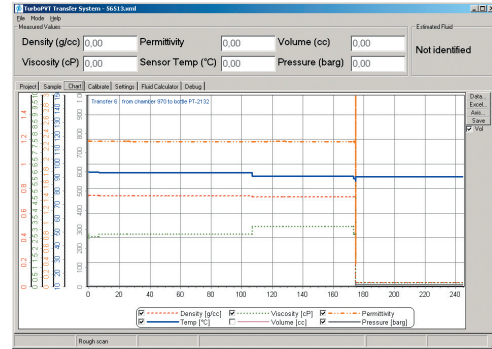 TurboPVT Transfer System - S6513.xml
File Mode Help
Measured Values
Estimated Fluid
Density (g/cc) 0,00 Permittivity 0,00 Volume (cc) 0,00
Not identified
Viscosity (cP) 0,00 Sensor Temp (°C) 0,00 Pressure (barg) 0,00
Project Sample Chart Calibrate Settings Fluid Calculator Debug
Transfer 6 : from chamber 970 to bottle PT-2132
Data...
Excel...
Axis...
Save
Vol
0 20 40 60 80 100 120 140 160 180 200 220 240
Density [g/cc] Viscosity [cP] Permittivity
Temp [°C] Volume [cc] Pressure [barg]
Rough scan